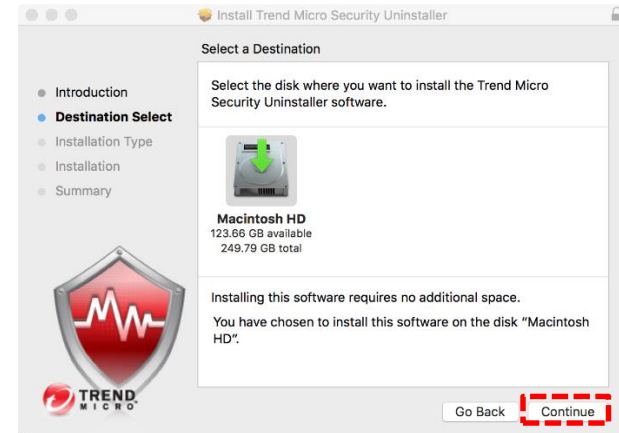 Install Trend Micro Security Uninstaller
Select a Destination
Introduction
Destination Select
Installation Type
Installation
Summary
Select the disk where you want to install the Trend Micro
Security Uninstaller software.
Macintosh HD
123.66 GB available
249.79 GB total
Installing this software requires no additional space.
You have chosen to install this software on the disk “Macintosh
HD”.
TREND
MICRO
Go Back
Continue